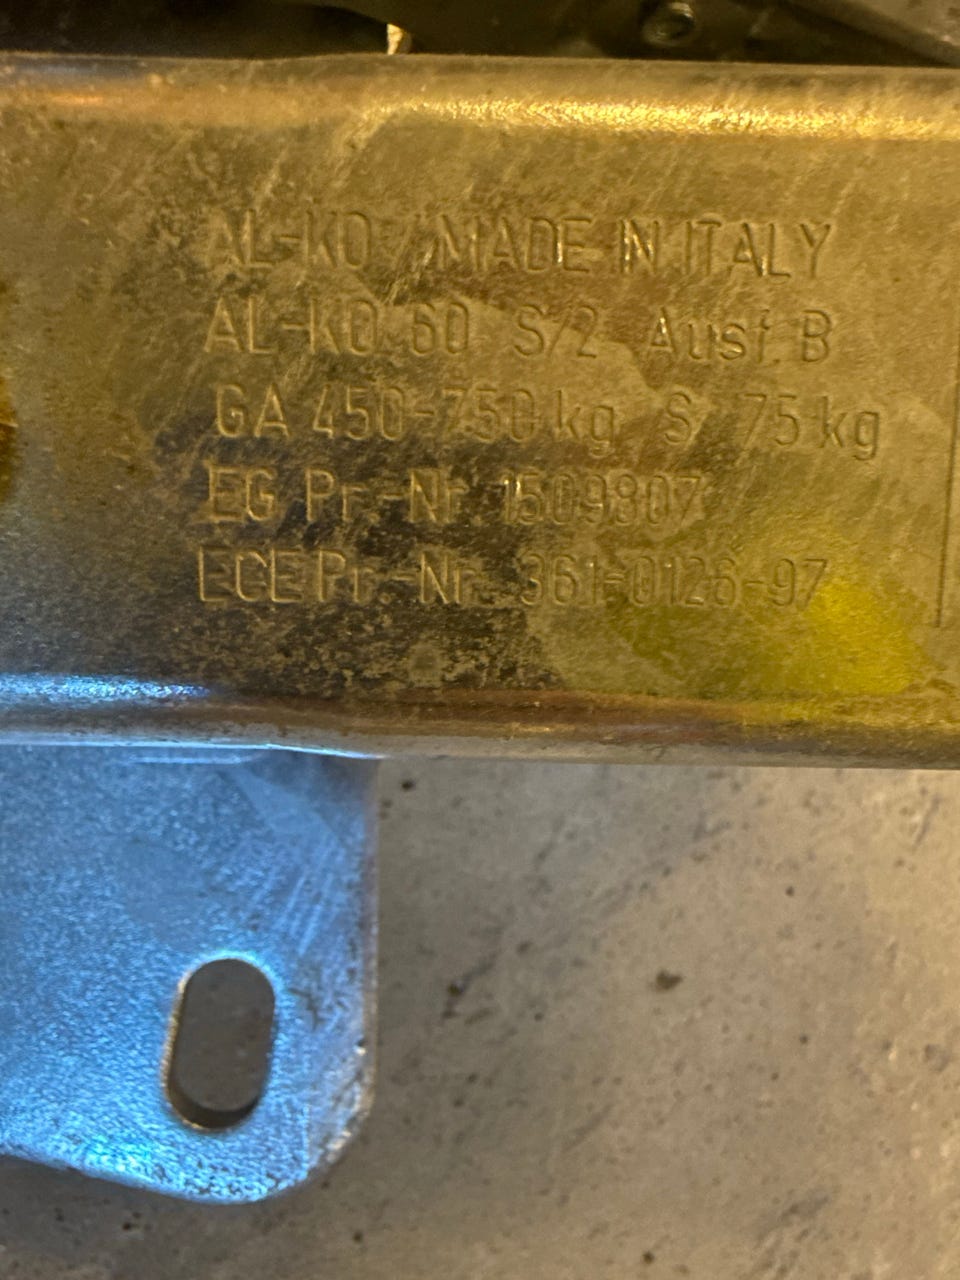 AL-KO / MADE IN ITALY
AL-KO 60 S/2 Ausf. B
GA 450-750 kg S 75 kg
EG Pr.-Nr. 1509807
ECE Pr.-Nr. 361-0126-97